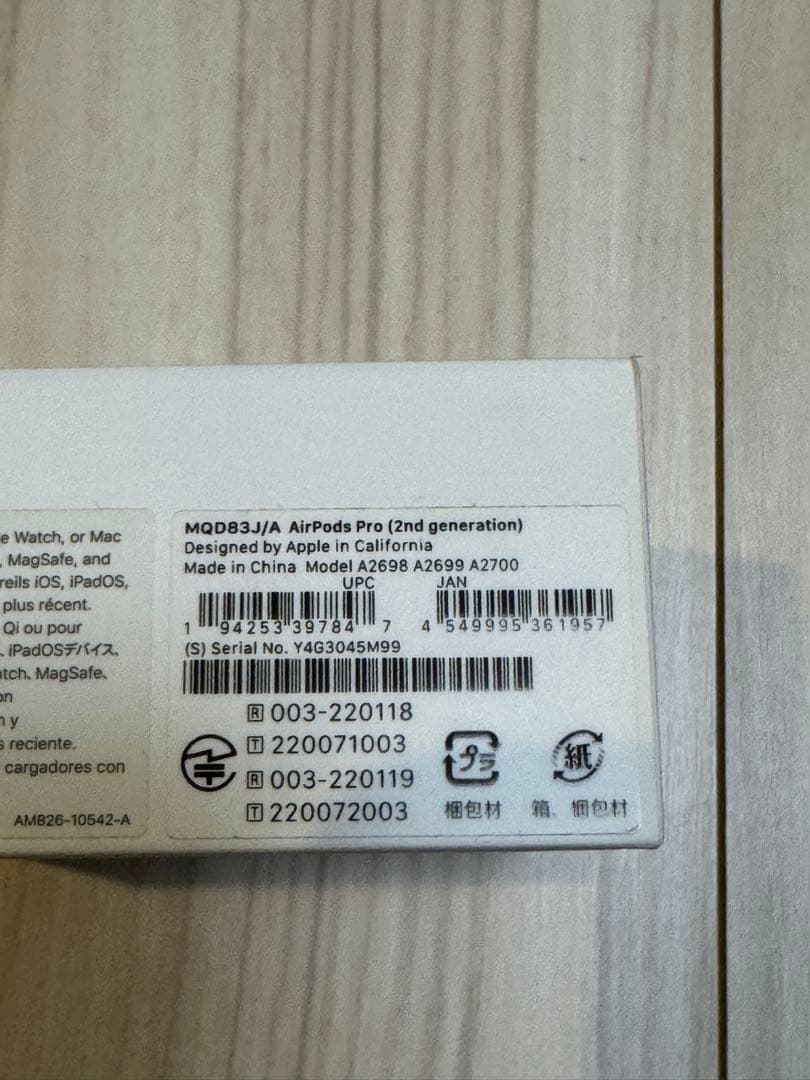 e Watch, or Mac
, MagSafe, and
reils iOS, iPadOS,
plus récent.
Qi ou pour
、iPadOSデバイス、
tch、MagSafe、
on
n y
s reciente.
cargadores con
AM826-10542-A
MQD83J/A AirPods Pro (2nd generation)
Designed by Apple in California
Made in China Model A2698 A2699 A2700
UPC JAN
1 94253 39784 7 4 549995 361957
(S) Serial No. Y4G3045M99
R 003-220118
T 220071003
R 003-220119
T 220072003
プラ
梱包材
紙
箱、梱包材